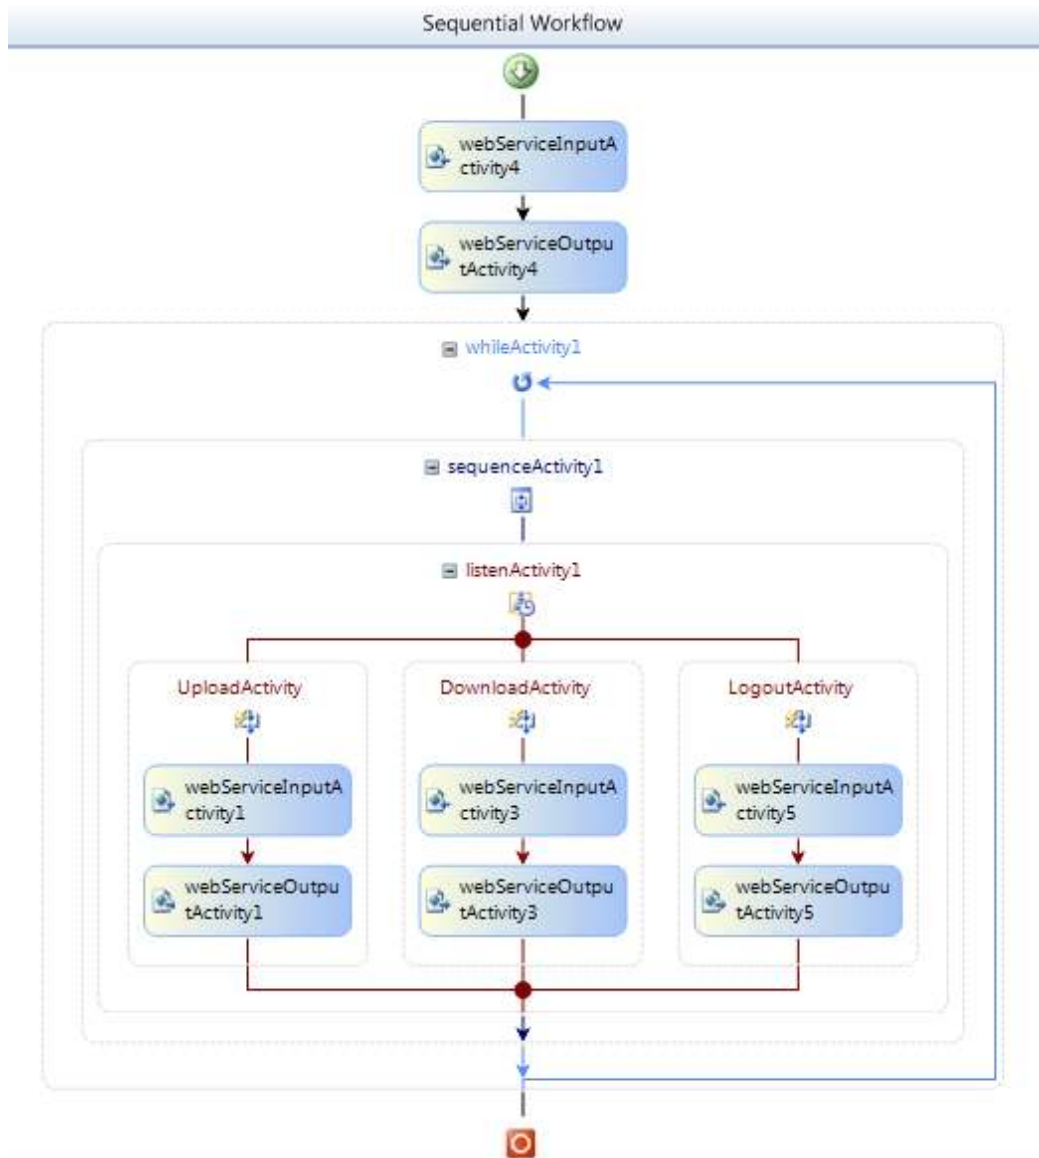 Sequential Workflow
webServiceInputA
ctivity4
webServiceOutpu
tActivity4
whileActivity1
sequenceActivity1
listenActivity1
UploadActivity
DownloadActivity
LogoutActivity
webServiceInputA
ctivity1
webServiceInputA
ctivity3
webServiceInputA
ctivity5
webServiceOutpu
tActivity1
webServiceOutpu
tActivity3
webServiceOutpu
tActivity5